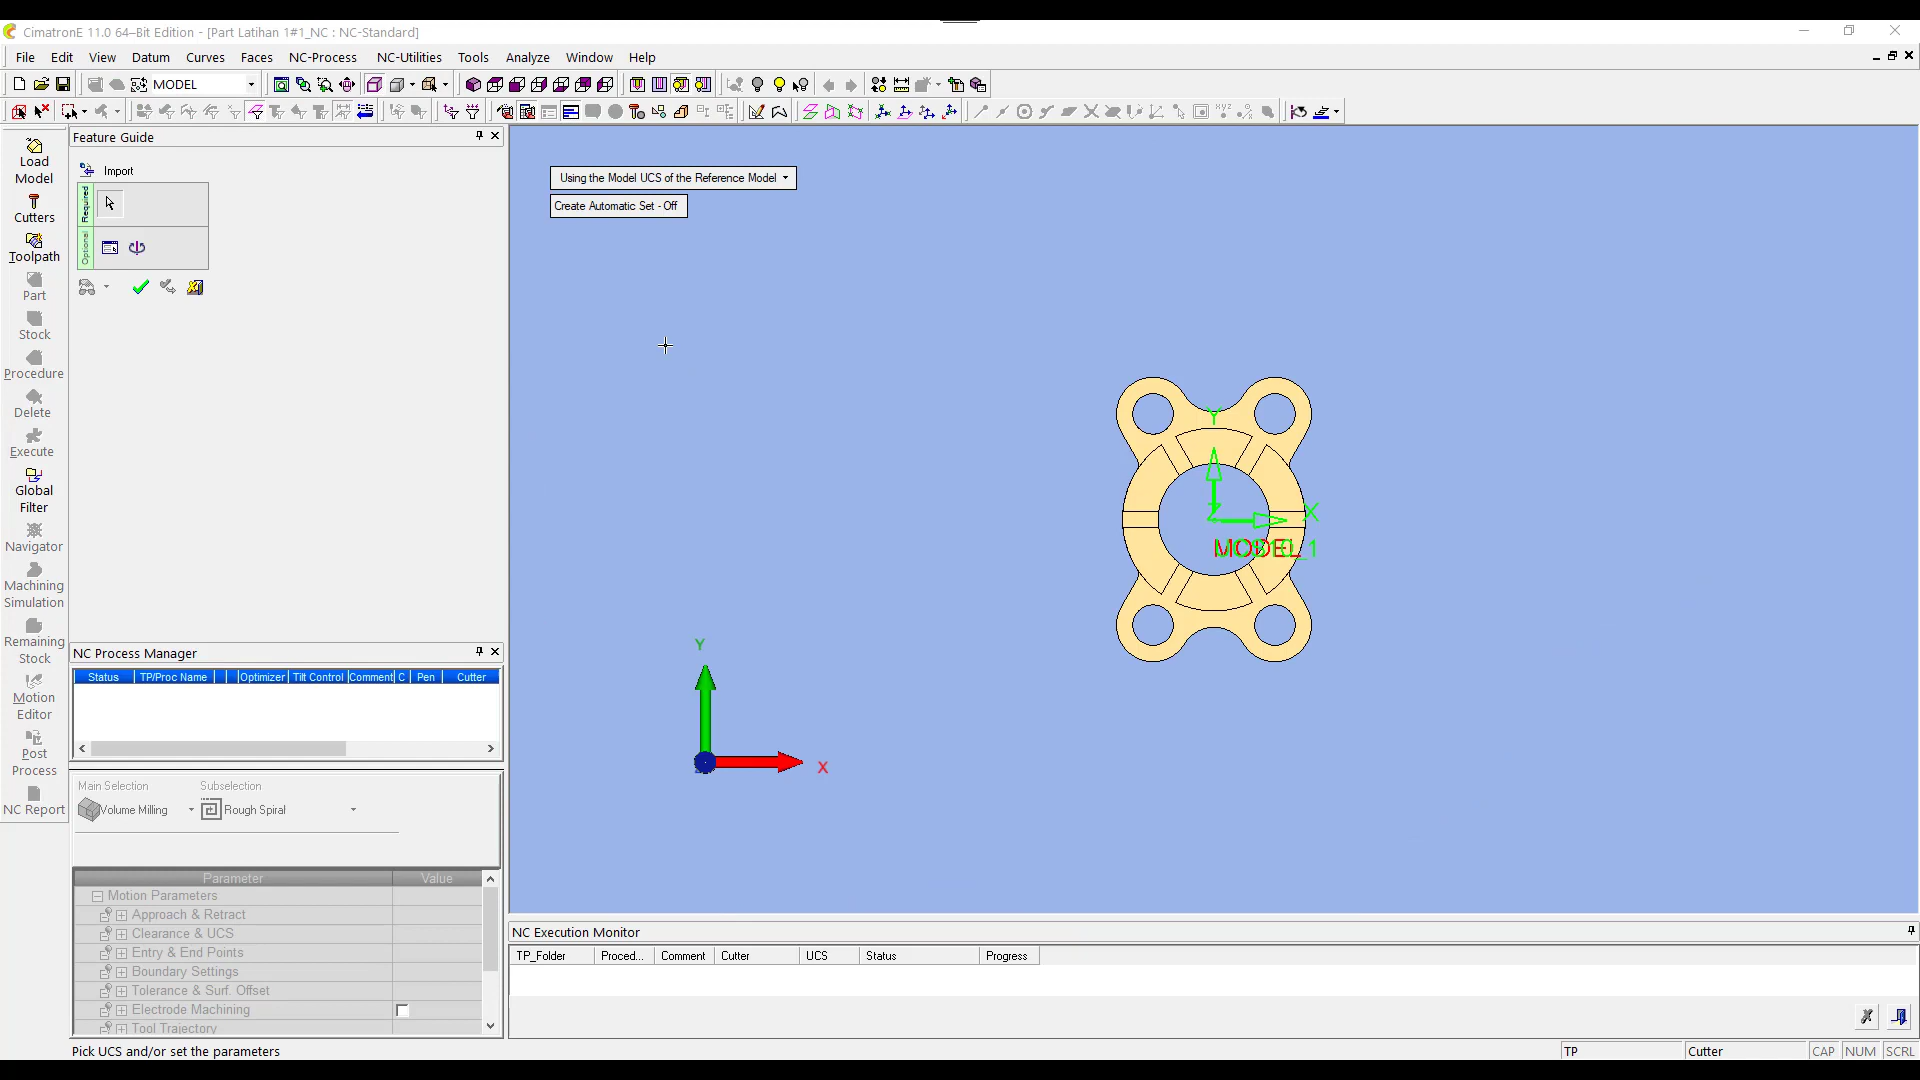 CimatronE 11.0 64–Bit Edition - [Part Latihan 1#1_NC : NC-Standard]
File Edit View Datum Curves Faces NC-Process NC-Utilities Tools Analyze Windows Help
MODEL
Load Model
Cutters
Toolpath
Part
Stock
Procedure
Delete
Execute
Global Filter
Navigator
Machining Simulation
Remaining Stock
Motion Editor
Post Process
NC Report
Feature Guide
Import
Required
Optional
Using the Model UCS of the Reference Model
Create Automatic Set - Off
Y
X
MODEL
_1
Y
X
NC Process Manager
Status TP/Proc Name Optimizer Tilt Control Comment C Pen Cutter
Main Selection Subselection
Volume Milling Rough Spiral
Parameter Value
Motion Parameters
Approach & Retract
Clearance & UCS
Entry & End Points
Boundary Settings
Tolerance & Surf. Offset
Electrode Machining
Tool Trajectory
NC Execution Monitor
TP_Folder Proced... Comment Cutter UCS Status Progress
Pick UCS and/or set the parameters
TP Cutter CAP NUM SCRL